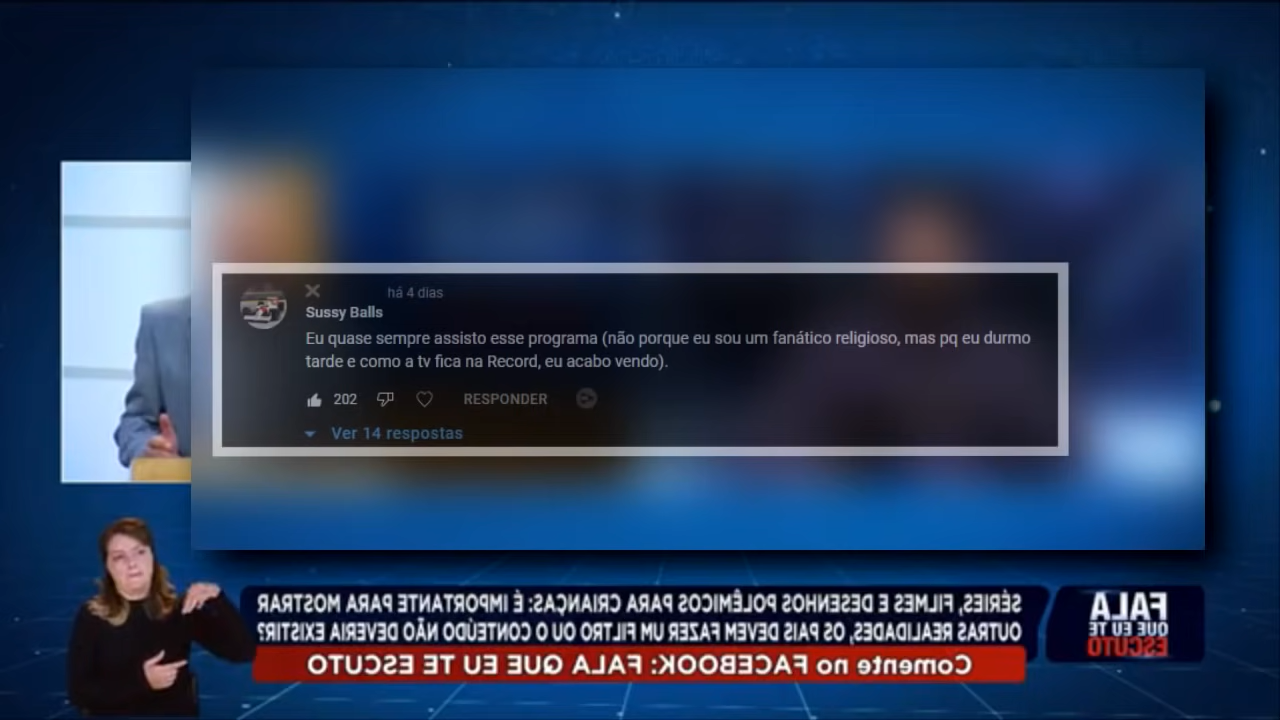 há 4 dias
Sussy Balls
Eu quase sempre assisto esse programa (não porque eu sou um fanático religioso, mas pq eu durmo
tarde e como a tv fica na Record, eu acabo vendo).
202
RESPONDER
Ver 14 respostas
SÉRIES, FILMES E DESENHOS POLÊMICOS PARA CRIANÇAS: É IMPORTANTE PARA MOSTRAR
OUTRAS REALIDADES, OS PAIS DEVEM FAZER UM FILTRO OU O CONTEÚDO NÃO DEVERIA EXISTIR?
Comente no FACEBOOK: FALA QUE EU TE ESCUTO
FALA
QUE EU TE
ESCUTO